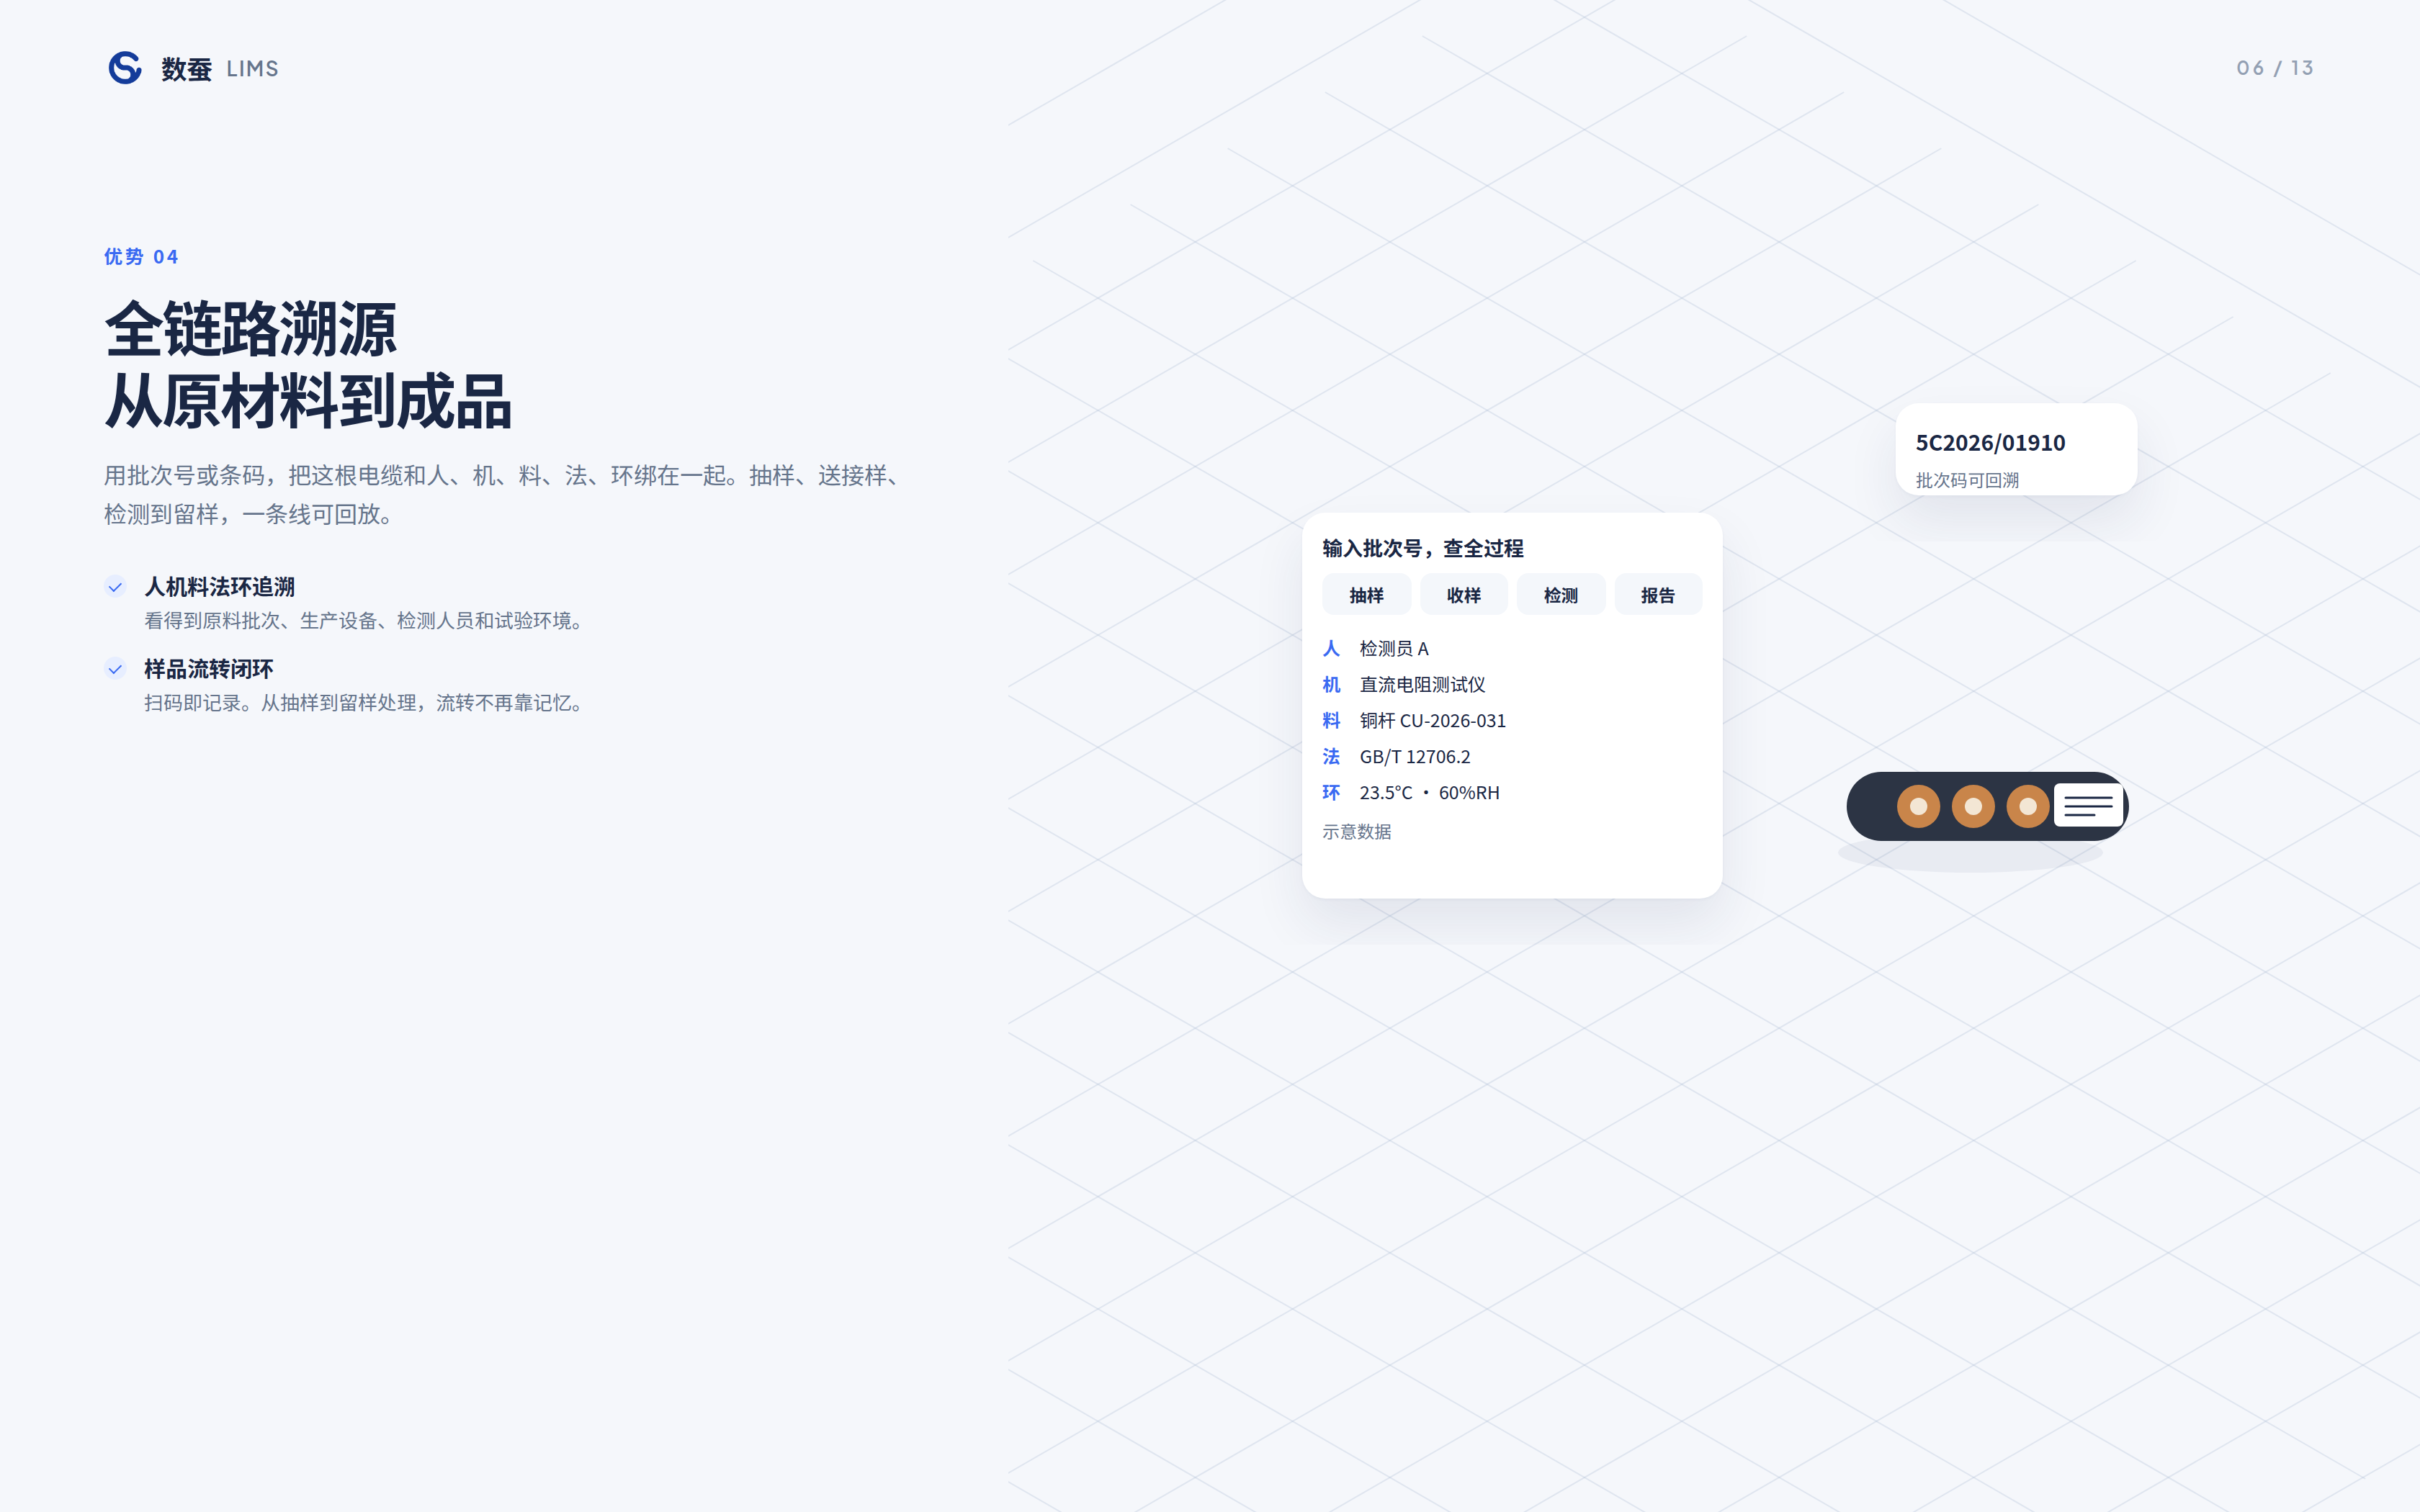 数蚕 LIMS
06 / 13
优势 04
全链路溯源
从原材料到成品
用批次号或条码，把这根电缆和人、机、料、法、环绑在一起。抽样、送接样、
检测到留样，一条线可回放。
人机料法环追溯
看得到原料批次、生产设备、检测人员和试验环境。
样品流转闭环
扫码即记录。从抽样到留样处理，流转不再靠记忆。
5C2026/01910
批次码可回溯
输入批次号，查全过程
抽样 收样 检测 报告
人 检测员 A
机 直流电阻测试仪
料 铜杆 CU-2026-031
法 GB/T 12706.2
环 23.5°C · 60%RH
示意数据